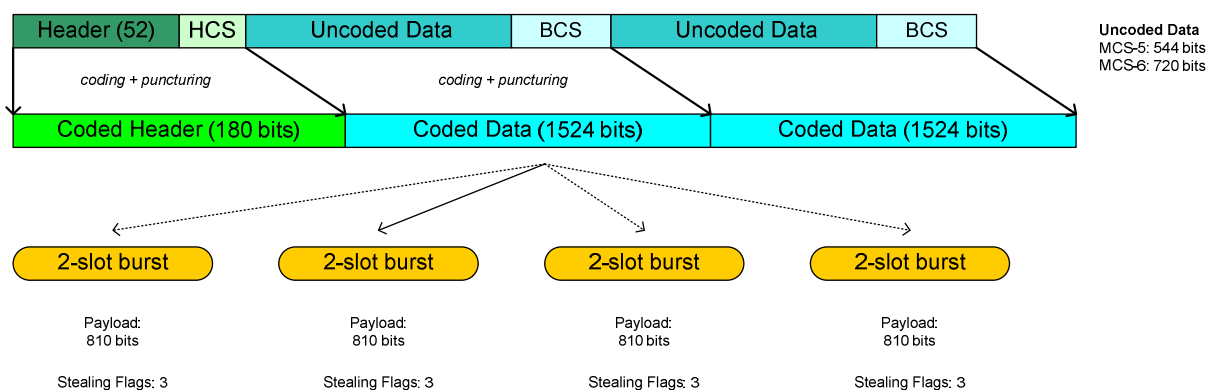 Header (52)
HCS
Uncoded Data
BCS
Uncoded Data
BCS
Uncoded Data
MCS-5: 544 bits
MCS-6: 720 bits
coding + puncturing
coding + puncturing
Coded Header (180 bits)
Coded Data (1524 bits)
Coded Data (1524 bits)
2-slot burst
2-slot burst
2-slot burst
2-slot burst
Payload:
810 bits
Payload:
810 bits
Payload:
810 bits
Payload:
810 bits
Stealing Flags: 3
Stealing Flags: 3
Stealing Flags: 3
Stealing Flags: 3